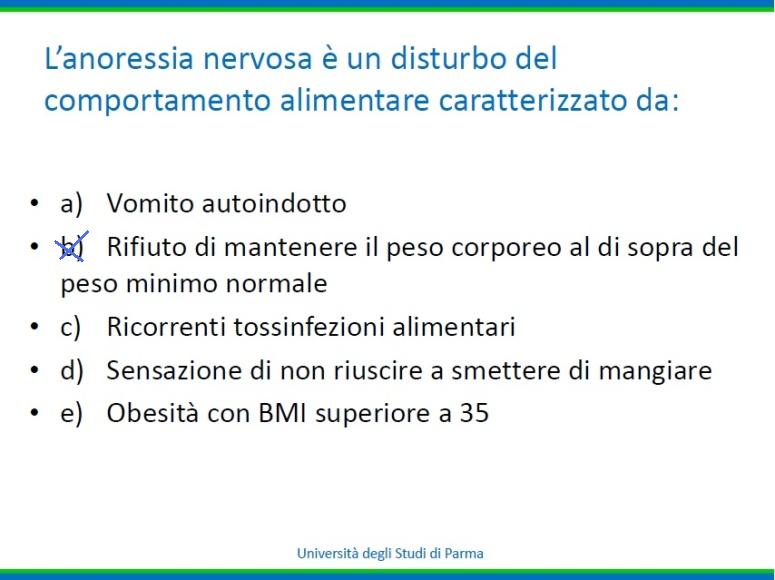 L'anoressia nervosa è un disturbo del
comportamento alimentare caratterizzato da:
• a) Vomito autoindotto
• b) Rifiuto di mantenere il peso corporeo al di sopra del
peso minimo normale
• c) Ricorrenti tossinfezioni alimentari
• d) Sensazione di non riuscire a smettere di mangiare
• e) Obesità con BMI superiore a 35
Università degli Studi di Parma